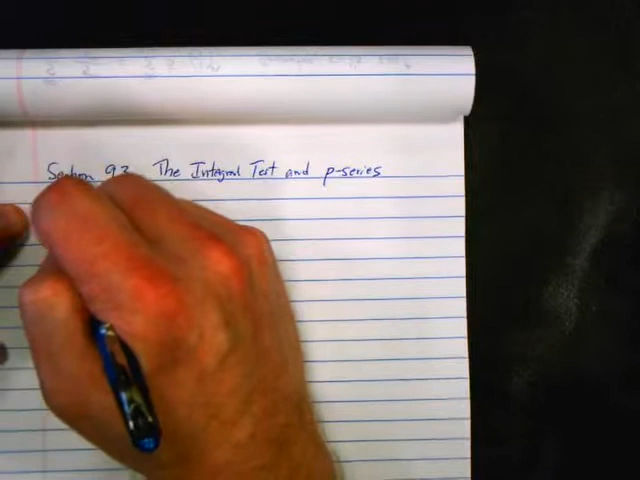 Section 9.3 The Integral Test and p-series